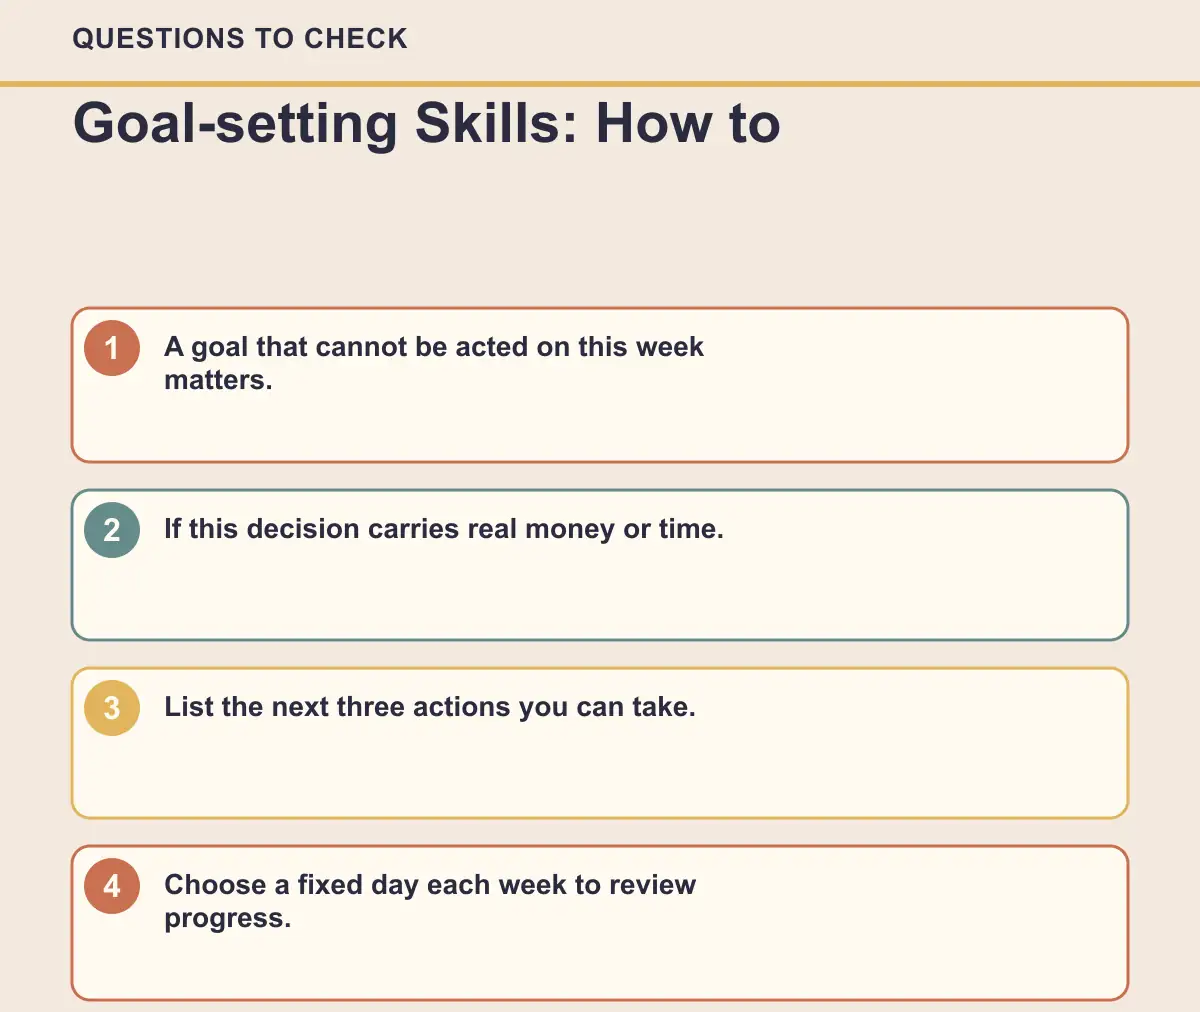 QUESTIONS TO CHECK
Goal-setting Skills: How to
1
A goal that cannot be acted on this week
matters.
2
If this decision carries real money or time.
3
List the next three actions you can take.
4
Choose a fixed day each week to review
progress.